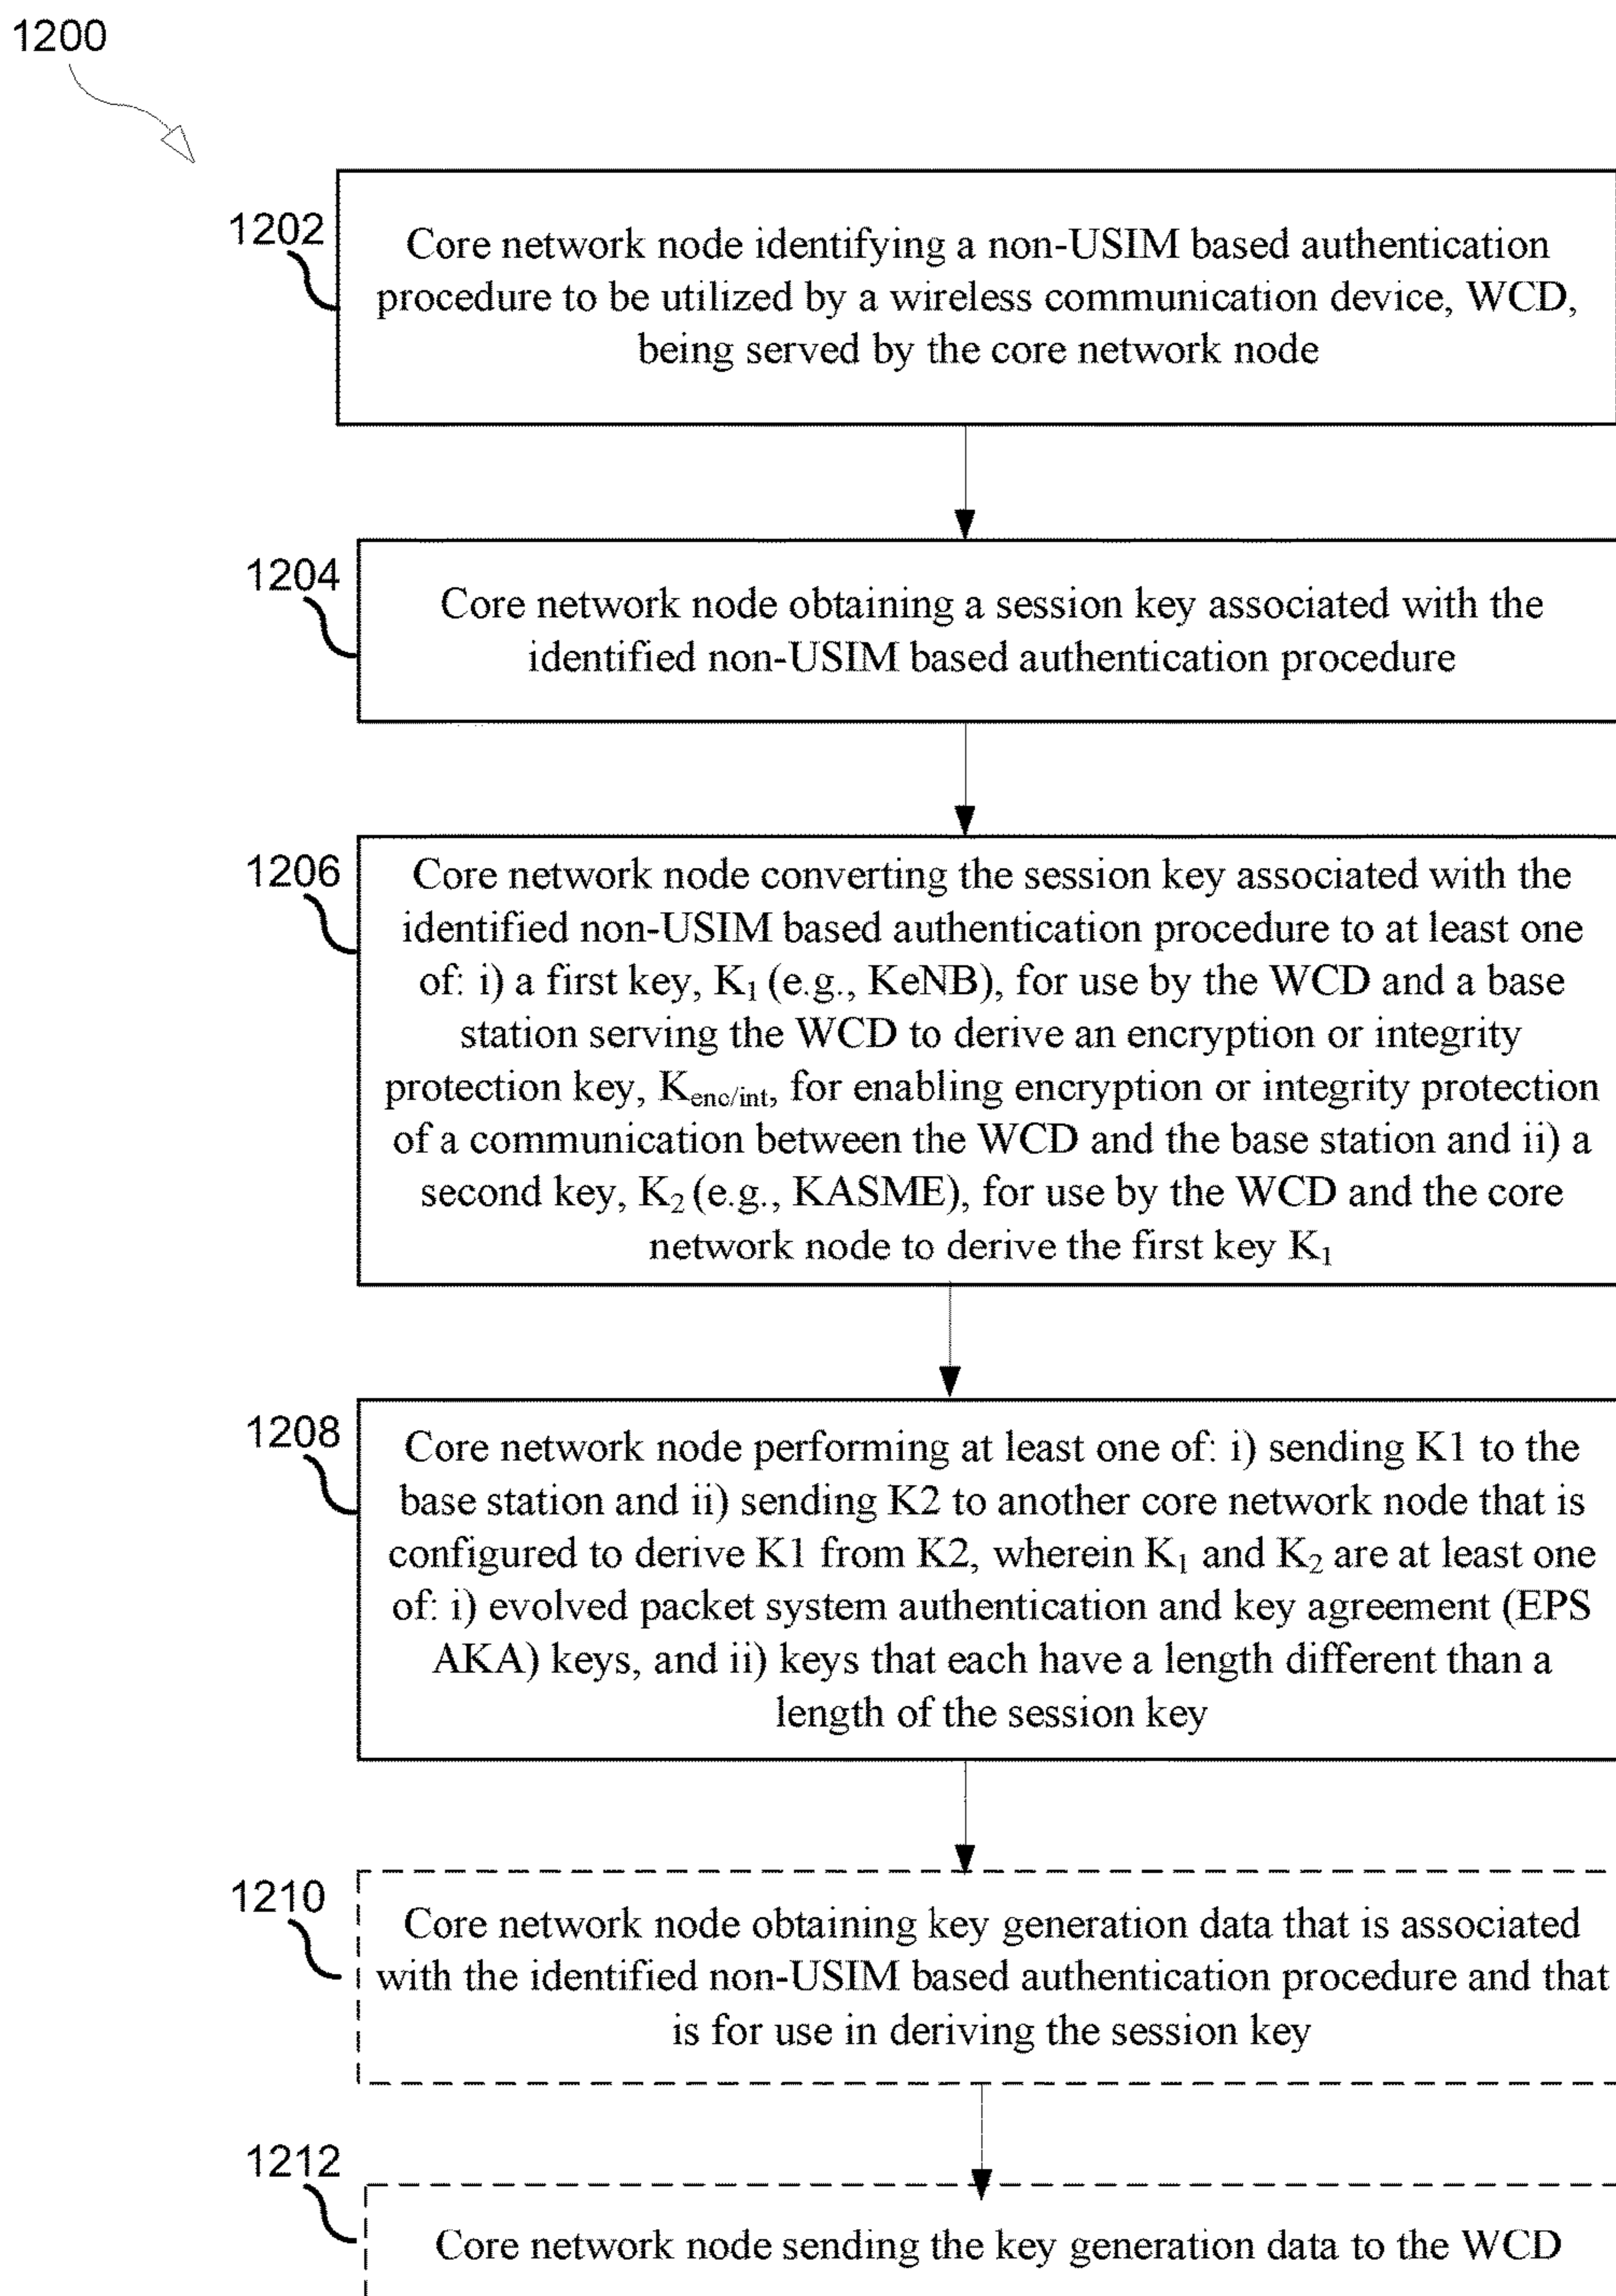 1200
1202
Core network node identifying a non-USIM based authentication
procedure to be utilized by a wireless communication device, WCD,
being served by the core network node
1204
Core network node obtaining a session key associated with the
identified non-USIM based authentication procedure
1206
Core network node converting the session key associated with the
identified non-USIM based authentication procedure to at least one
of: i) a first key, K₁ (e.g., KeNB), for use by the WCD and a base
station serving the WCD to derive an encryption or integrity
protection key, Kenc/int, for enabling encryption or integrity protection
of a communication between the WCD and the base station and ii) a
second key, K₂ (e.g., KASME), for use by the WCD and the core
network node to derive the first key K₁
1208
Core network node performing at least one of: i) sending K1 to the
base station and ii) sending K2 to another core network node that is
configured to derive K1 from K2, wherein K₁ and K₂ are at least one
of: i) evolved packet system authentication and key agreement (EPS
AKA) keys, and ii) keys that each have a length different than a
length of the session key
1210
Core network node obtaining key generation data that is associated
with the identified non-USIM based authentication procedure and that
is for use in deriving the session key
1212
Core network node sending the key generation data to the WCD